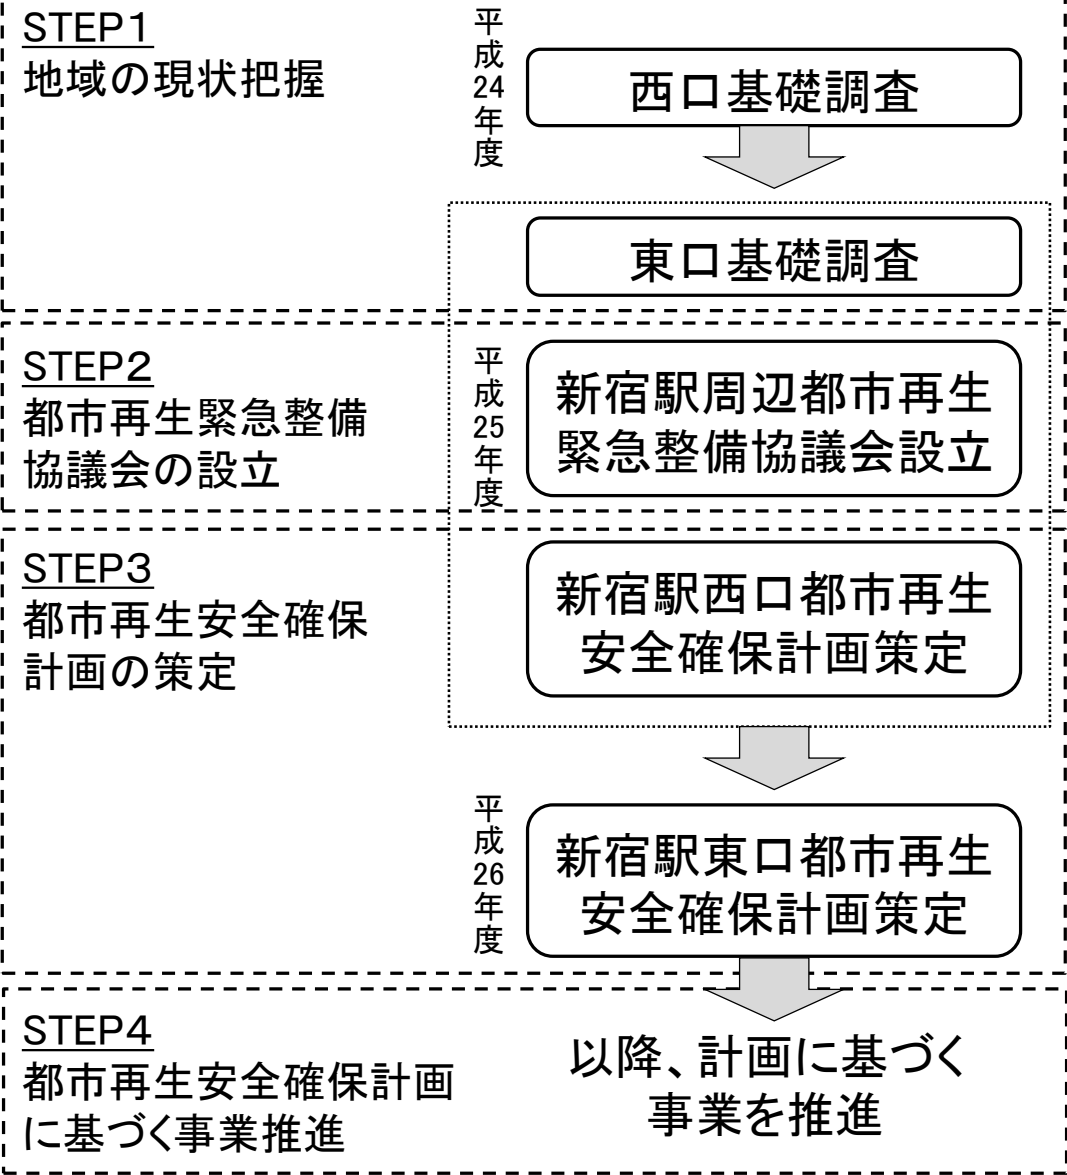 STEP1
地域の現状把握
平成24年度
西口基礎調査
東口基礎調査
STEP2
都市再生緊急整備
協議会の設立
平成25年度
新宿駅周辺都市再生
緊急整備協議会設立
STEP3
都市再生安全確保
計画の策定
新宿駅西口都市再生
安全確保計画策定
平成26年度
新宿駅東口都市再生
安全確保計画策定
STEP4
都市再生安全確保計画
に基づく事業推進
以降、計画に基づく
事業を推進